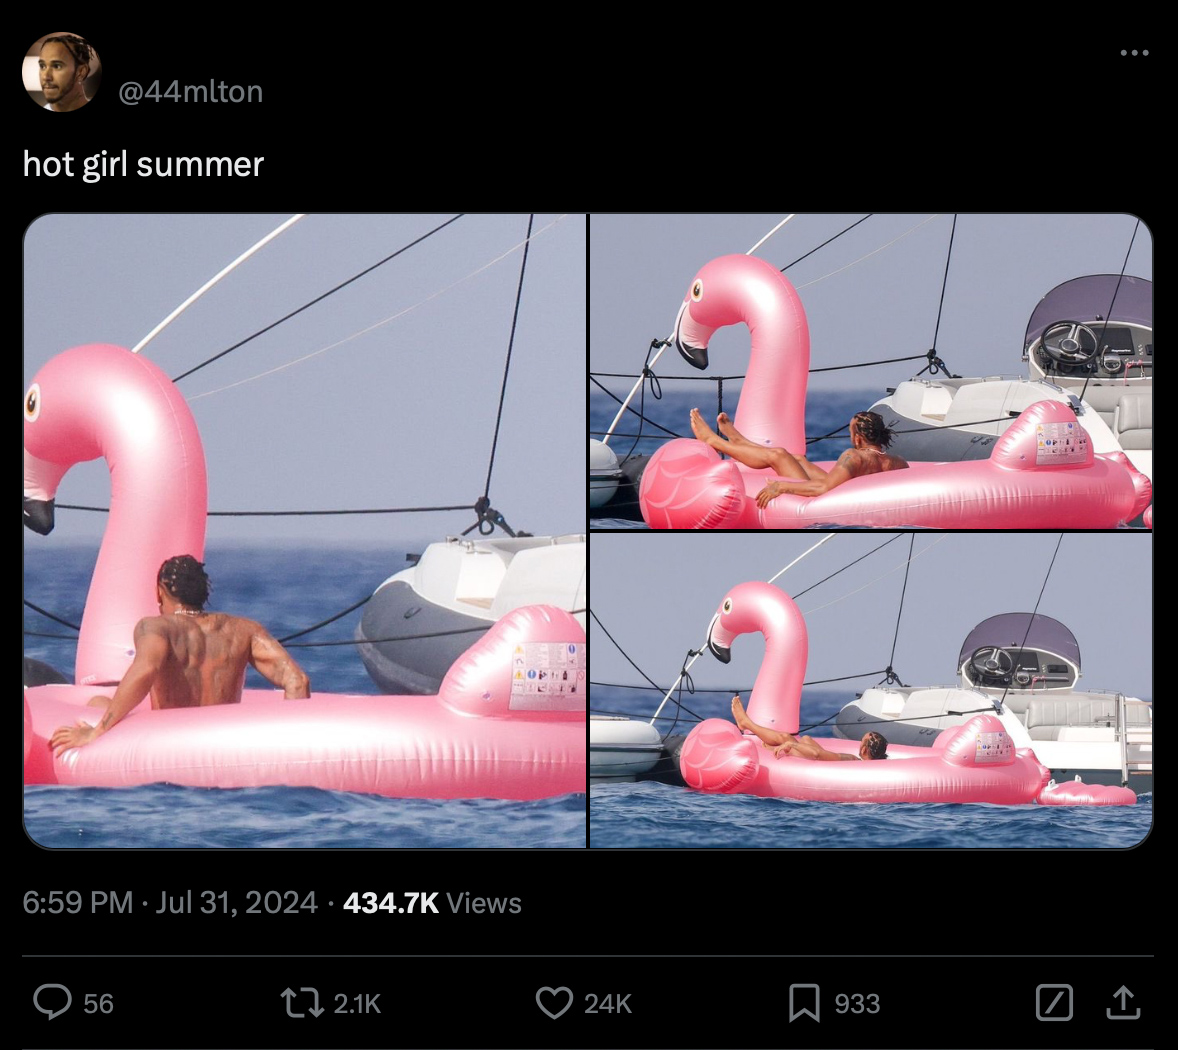 @44mlton
hot girl summer
6:59 PM · Jul 31, 2024 · 434.7K Views
56
2.1K
24K
933